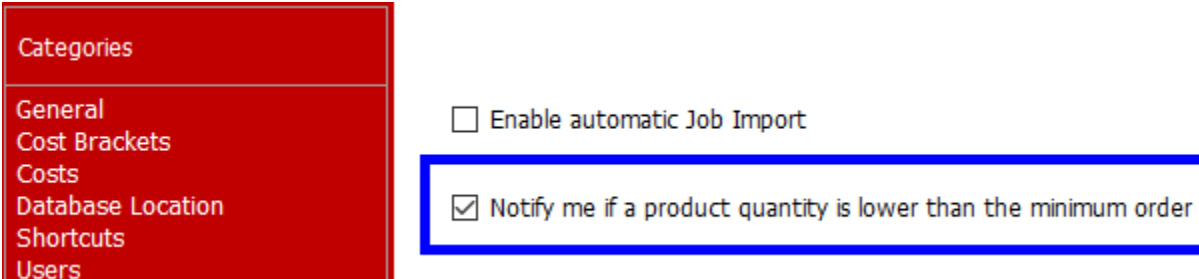 Categories
General
Cost Brackets
Costs
Database Location
Shortcuts
Users
Enable automatic Job Import
Notify me if a product quantity is lower than the minimum order